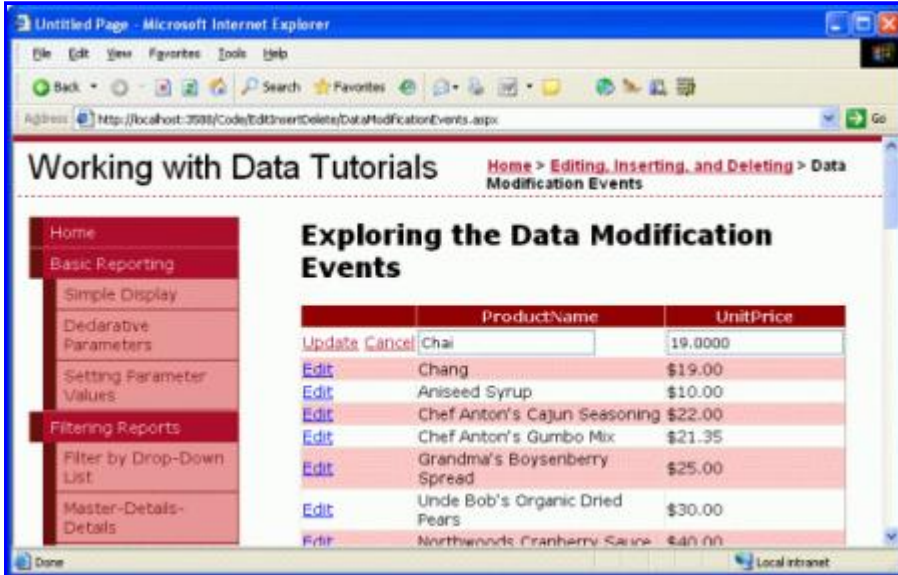 Untitled Page - Microsoft Internet Explorer
File Edit View Favorites Tools Help
Back Search Favorites
Address http://localhost:3588/Code/EditInsertDelete/DataModificationEvents.aspx Go
Working with Data Tutorials
Home > Editing, Inserting, and Deleting > Data
Modification Events
Home
Basic Reporting
Simple Display
Declarative
Parameters
Setting Parameter
Values
Filtering Reports
Filter by Drop-Down
List
Master-Details-
Details
Exploring the Data Modification
Events
ProductName UnitPrice
Update Cancel Chai 19.0000
Edit Chang $19.00
Edit Aniseed Syrup $10.00
Edit Chef Anton's Cajun Seasoning $22.00
Edit Chef Anton's Gumbo Mix $21.35
Edit Grandma's Boysenberry
Spread $25.00
Edit Uncle Bob's Organic Dried
Pears $30.00
Edit Northwoods Cranberry Sauce $40.00
Done Local intranet